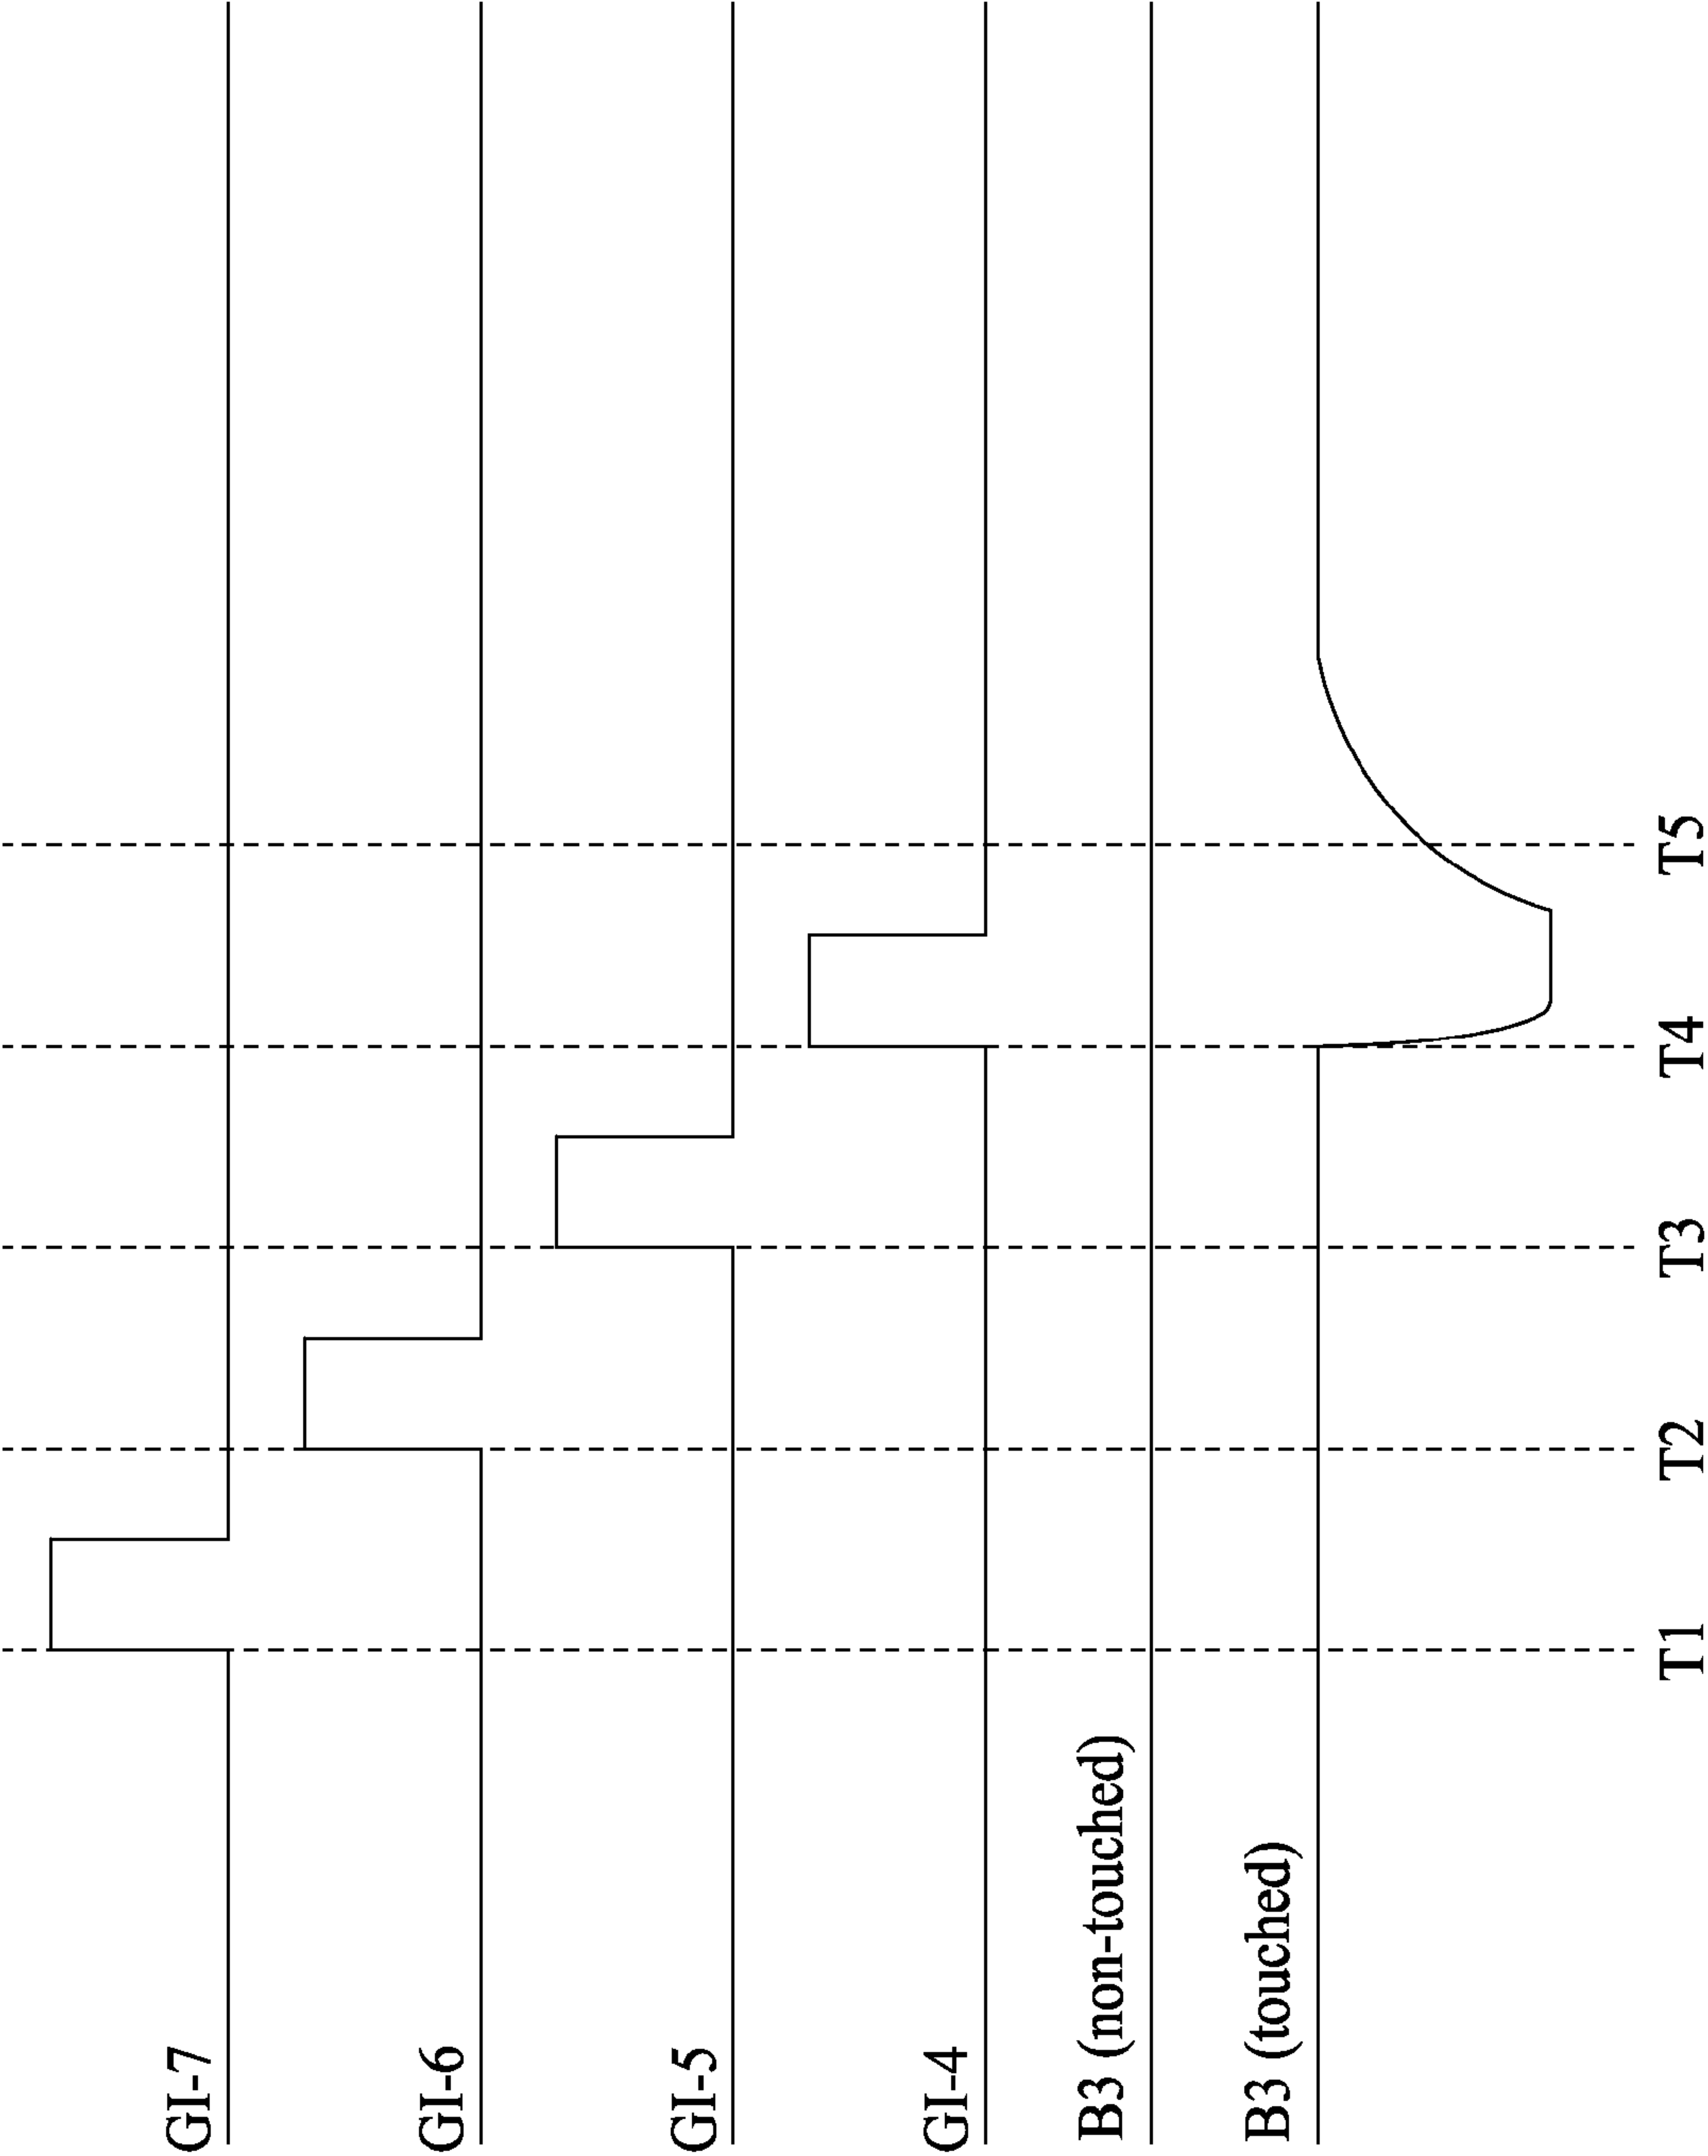 GI-7
GI-6
GI-5
GI-4
B3 (non-touched)
B3 (touched)
T1 T2 T3 T4 T5